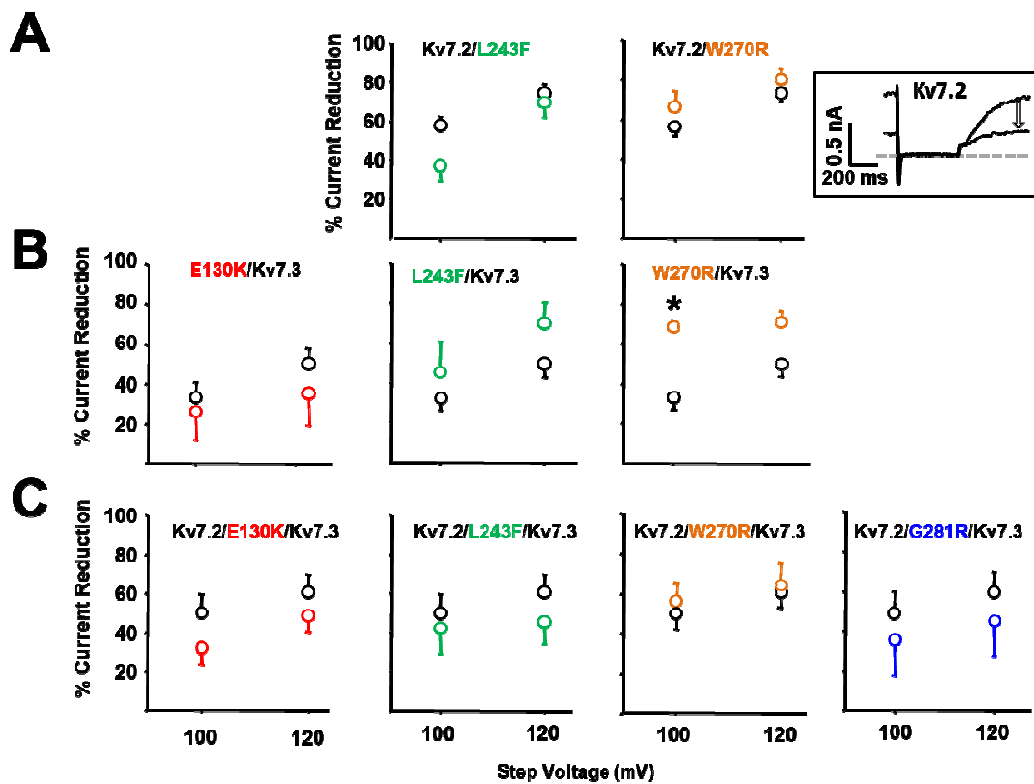 A
% Current Reduction
100
80
60
40
20
Kv7.2/L243F
Kv7.2/W270R
Kv7.2
0.5 nA
200 ms
B
% Current Reduction
100
80
60
40
20
E130K/Kv7.3
L243F/Kv7.3
W270R/Kv7.3
*
C
% Current Reduction
100
80
60
40
20
Kv7.2/E130K/Kv7.3
Kv7.2/L243F/Kv7.3
Kv7.2/W270R/Kv7.3
Kv7.2/G281R/Kv7.3
100 120
100 120
100 120
100 120
Step Voltage (mV)